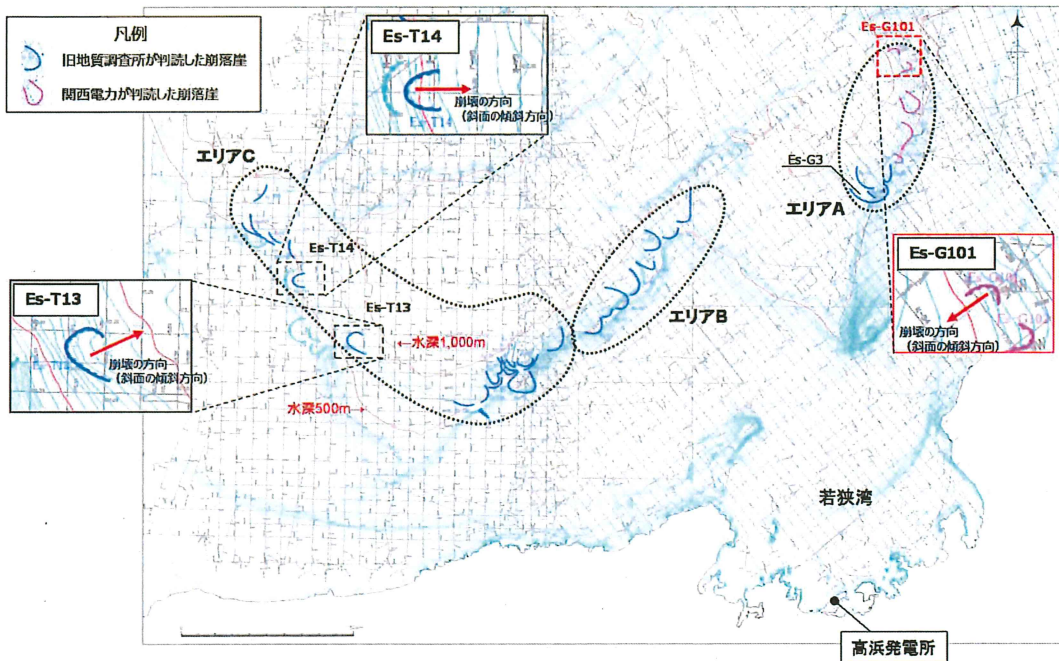 凡例
旧地質調査所が判読した崩落崖
関西電力が判読した崩落崖
Es-T14
Es-T14
崩壊の方向
(斜面の傾斜方向)
Es-G101
エリアC
Es-G3
エリアA
Es-T14
Es-G101
崩壊の方向
(斜面の傾斜方向)
Es-T13
崩壊の方向
(斜面の傾斜方向)
Es-T13
エリアB
←水深1,000m
水深500m→
若狭湾
高浜発電所